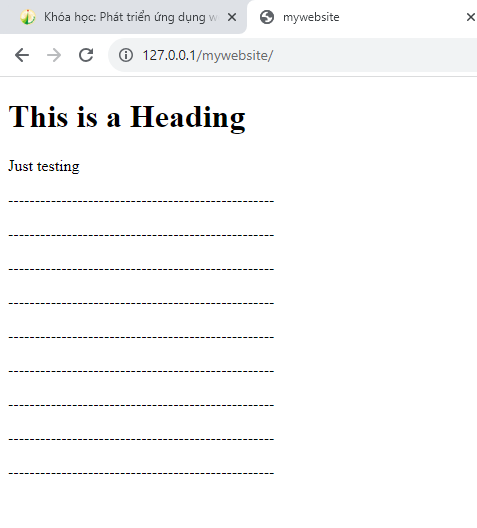 Khóa học: Phát triển ứng dụng w
mywebsite
127.0.0.1/mywebsite/
This is a Heading
Just testing
--------------------------------------------------
--------------------------------------------------
--------------------------------------------------
--------------------------------------------------
--------------------------------------------------
--------------------------------------------------
--------------------------------------------------
--------------------------------------------------
--------------------------------------------------